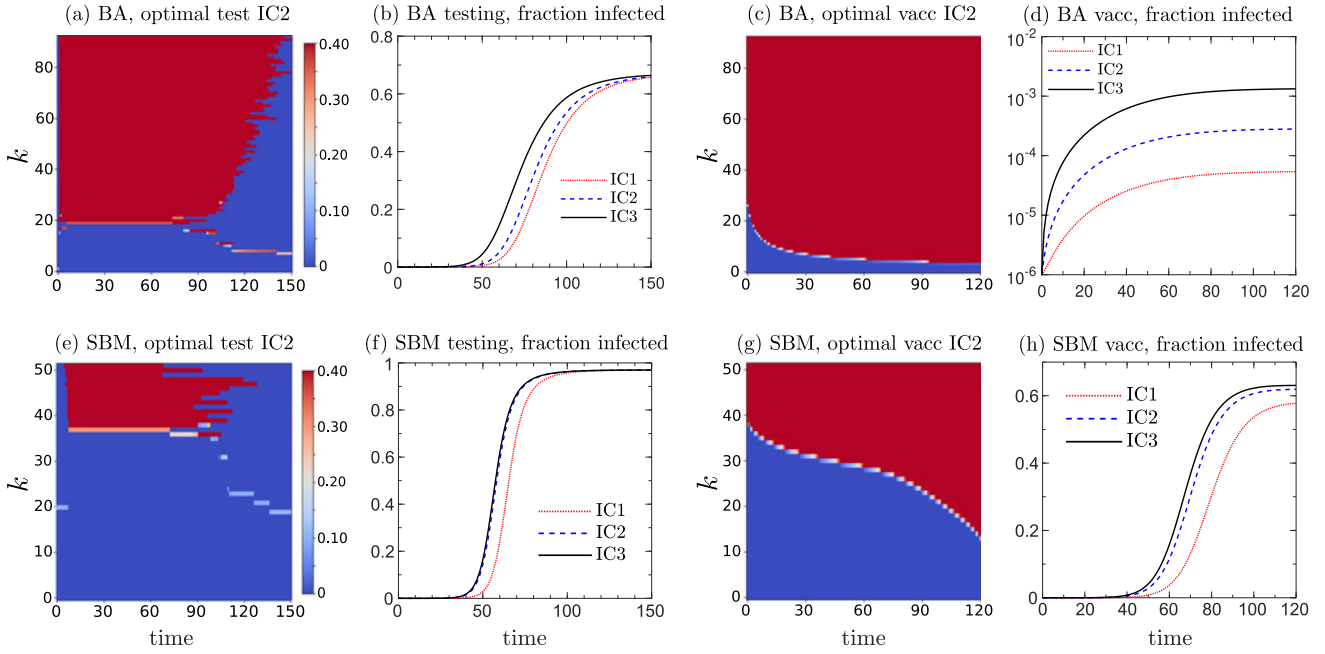 (a) BA, optimal test IC2
(b) BA testing, fraction infected
(c) BA, optimal vacc IC2
(d) BA vacc, fraction infected
80
60
40
20
0
k
0 30 60 90 120 150
0.40
0.30
0.20
0.10
0
0.8
0.6
0.4
0.2
0
0 50 100 150
IC1
IC2
IC3
80
60
40
20
0
k
0 30 60 90 120
10-2
10-3
10-4
10-5
10-6
0 20 40 60 80 100 120
IC1
IC2
IC3
(e) SBM, optimal test IC2
(f) SBM testing, fraction infected
(g) SBM, optimal vacc IC2
(h) SBM vacc, fraction infected
50
40
30
20
10
0
k
0 30 60 90 120 150
time
0.40
0.30
0.20
0.10
0
1
0.8
0.6
0.4
0.2
0
0 50 100 150
time
IC1
IC2
IC3
50
40
30
20
10
0
k
0 20 40 60 80 100 120
time
0.6
0.4
0.2
0
0 20 40 60 80 100 120
time
IC1
IC2
IC3